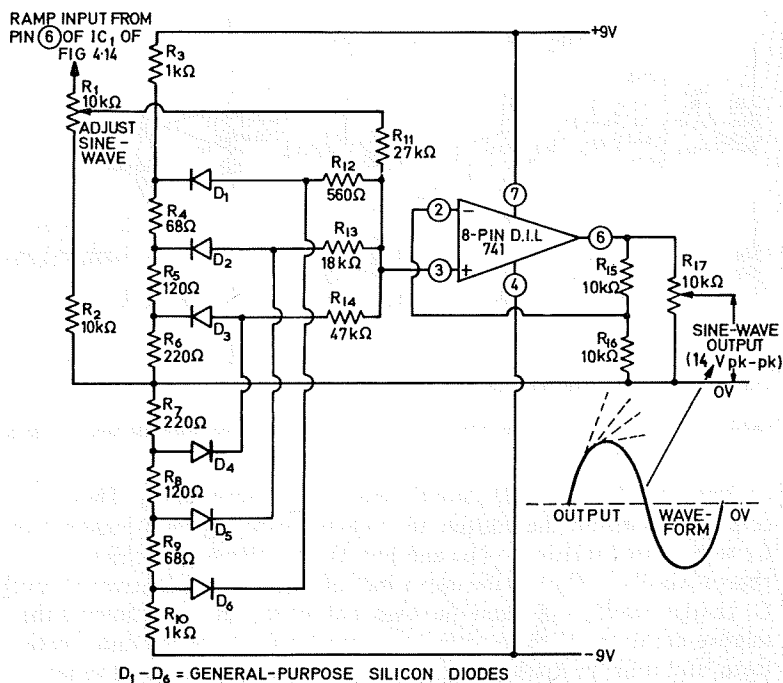 RAMP INPUT FROM
PIN ⑥ OF IC1 OF
FIG 4·14
R1
10kΩ
ADJUST
SINE-
WAVE
R2
10kΩ
R3
1kΩ
+9V
R11
27kΩ
R12
560Ω
D1
R4
68Ω
R13
18kΩ
D2
R5
120Ω
R14
47kΩ
D3
R6
220Ω
2
−
3
+
8-PIN D.I.L
741
7
4
6
R15
10kΩ
R16
10kΩ
R17
10kΩ
SINE-WAVE
OUTPUT
(14 V pk-pk)
0V
R7
220Ω
D4
R8
120Ω
D5
R9
68Ω
D6
R10
1kΩ
OUTPUT WAVE-
FORM
0V
-9V
D1-D6 = GENERAL-PURPOSE SILICON DIODES